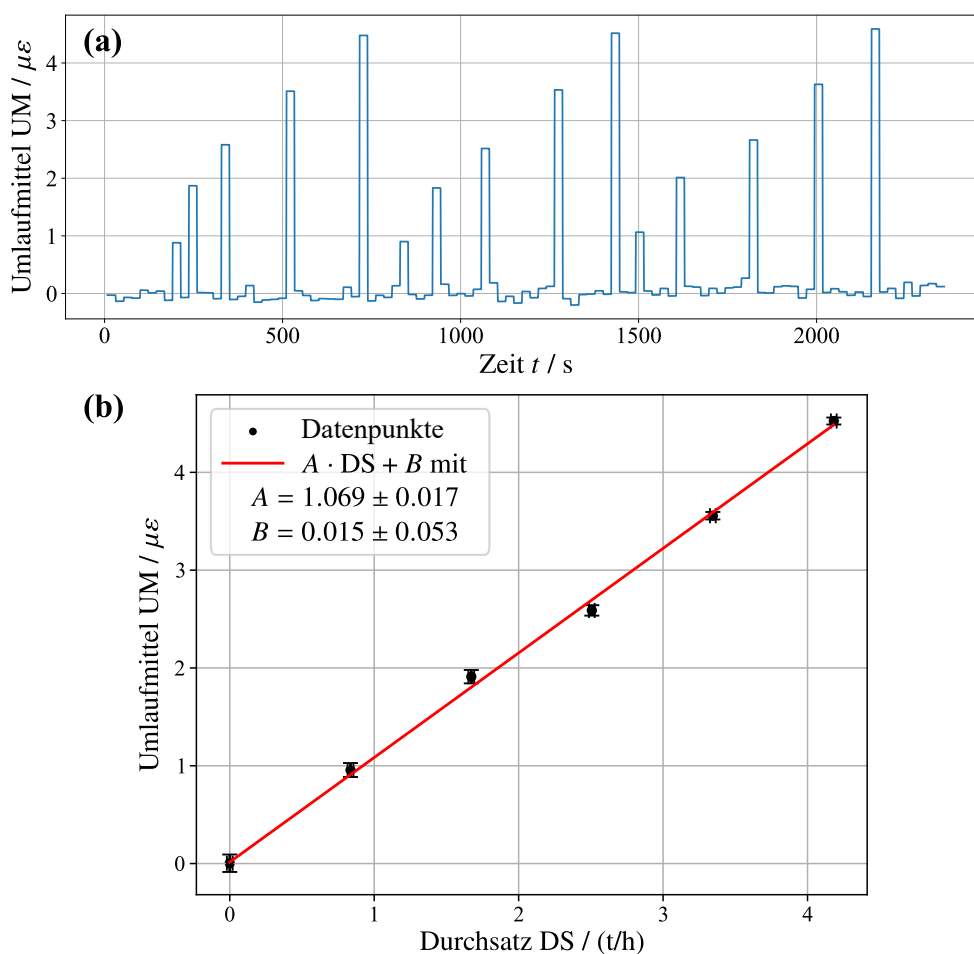 (a)
Umlaufmittel UM / με
4
3
2
1
0
0 500 1000 1500 2000
Zeit t / s
(b)
Datenpunkte
A · DS + B mit
A = 1.069 ± 0.017
B = 0.015 ± 0.053
Umlaufmittel UM / με
4
3
2
1
0
0 1 2 3 4
Durchsatz DS / (t/h)